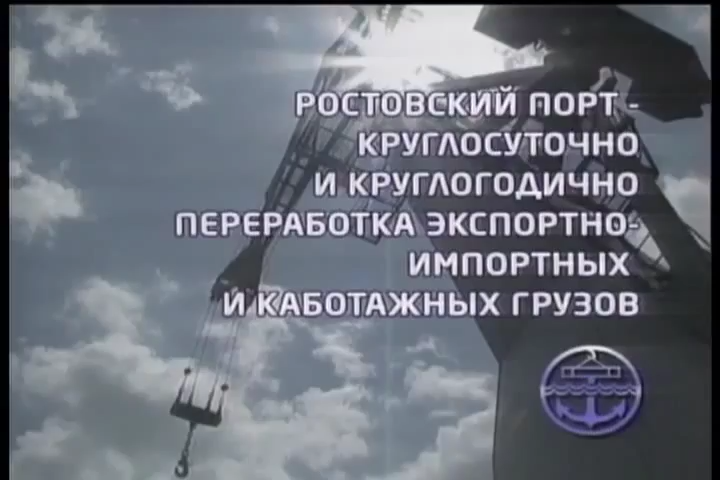 РОСТОВСКИЙ ПОРТ -
КРУГЛОСУТОЧНО
И КРУГЛОГОДИЧНО
ПЕРЕРАБОТКА ЭКСПОРТНО-
ИМПОРТНЫХ
И КАБОТАЖНЫХ ГРУЗОВ